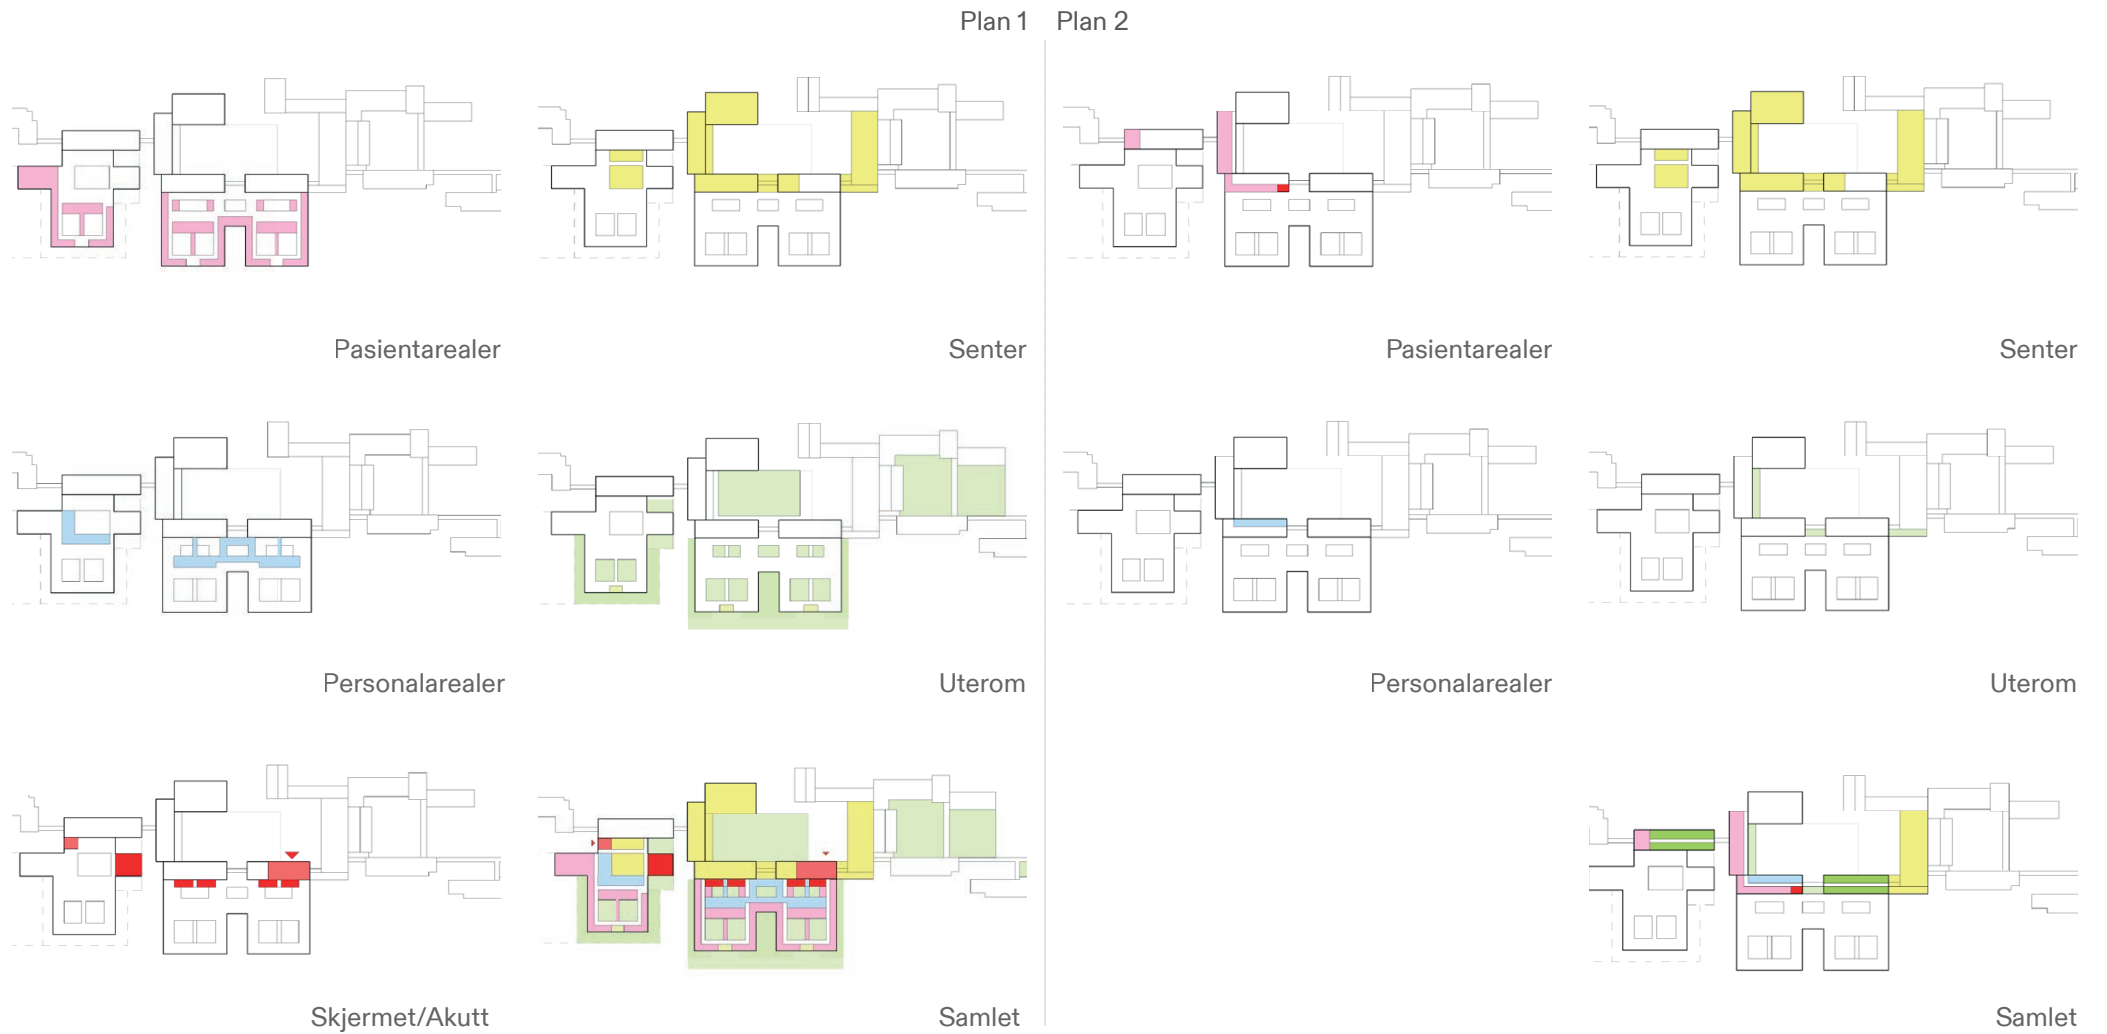 Plan 1 Plan 2
Pasientarealer Senter Pasientarealer Senter
Personalarealer Uterom Personalarealer Uterom
Skjermet/Akutt Samlet Samlet